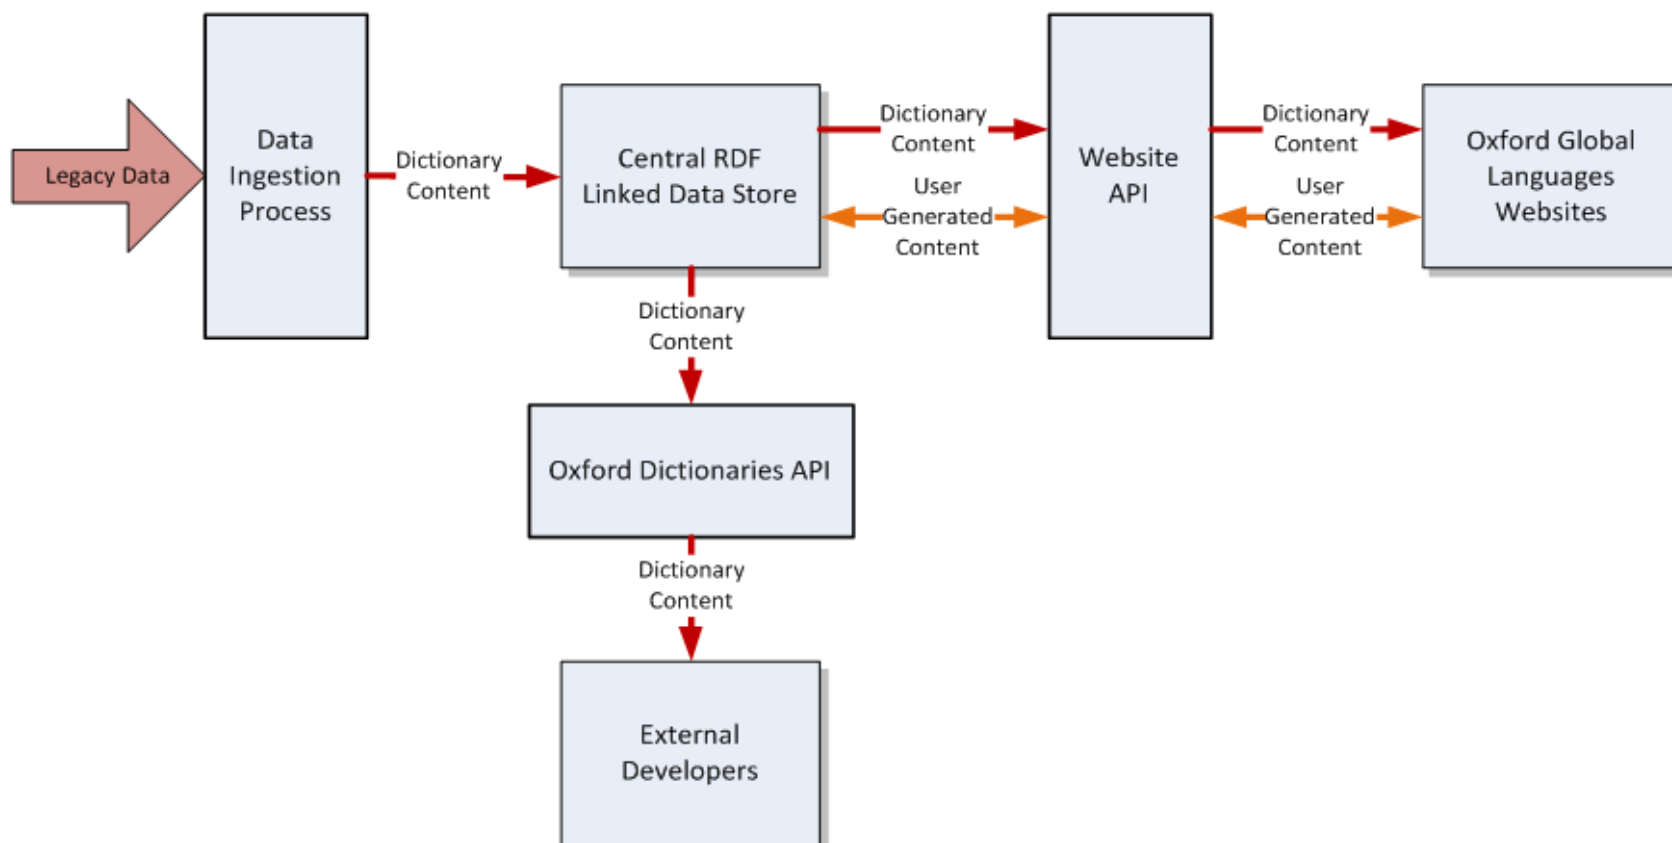 Legacy Data
Data
Ingestion
Process
Dictionary
Content
Central RDF
Linked Data Store
Dictionary
Content
User
Generated
Content
Website
API
Dictionary
Content
User
Generated
Content
Oxford Global
Languages
Websites
Dictionary
Content
Oxford Dictionaries API
Dictionary
Content
External
Developers